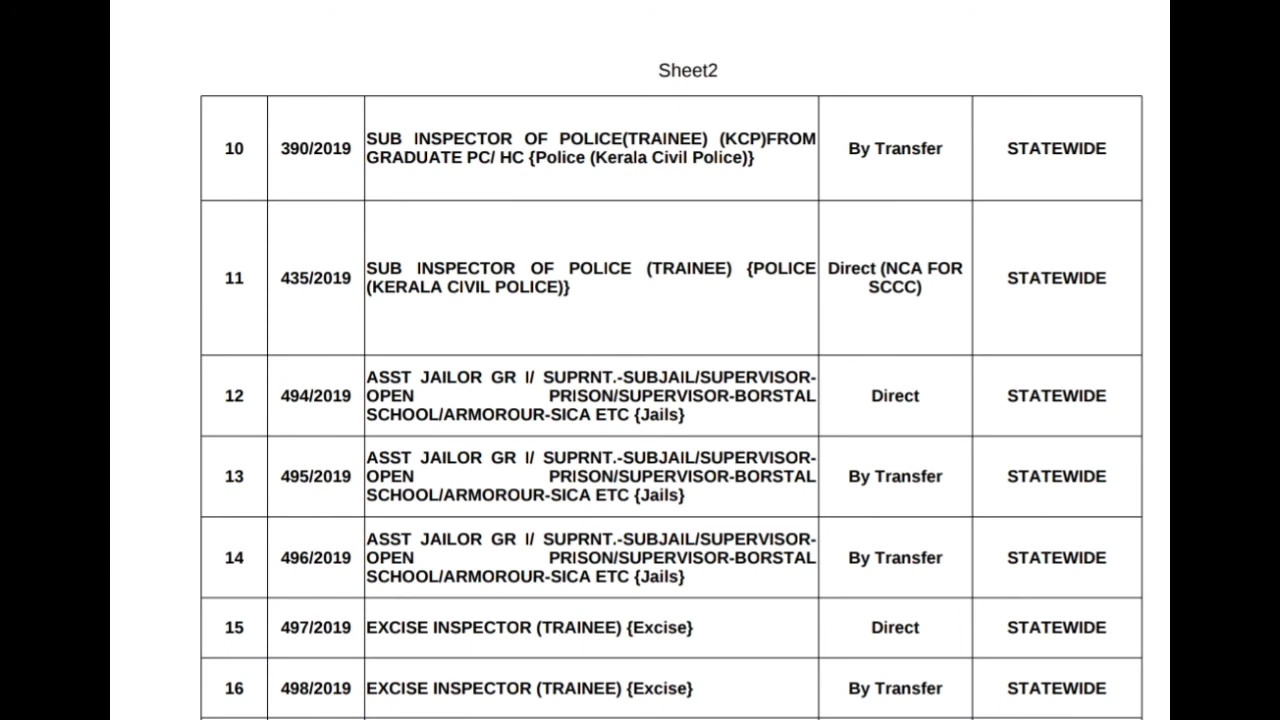 Sheet2
10 390/2019 SUB INSPECTOR OF POLICE(TRAINEE) (KCP)FROM By Transfer STATEWIDE
GRADUATE PC/ HC {Police (Kerala Civil Police)}
11 435/2019 SUB INSPECTOR OF POLICE (TRAINEE) {POLICE Direct (NCA FOR STATEWIDE
(KERALA CIVIL POLICE)} SCCC)
12 494/2019 ASST JAILOR GR I/ SUPRNT.-SUBJAIL/SUPERVISOR- Direct STATEWIDE
OPEN PRISON/SUPERVISOR-BORSTAL
SCHOOL/ARMOROUR-SICA ETC {Jails}
13 495/2019 ASST JAILOR GR I/ SUPRNT.-SUBJAIL/SUPERVISOR- By Transfer STATEWIDE
OPEN PRISON/SUPERVISOR-BORSTAL
SCHOOL/ARMOROUR-SICA ETC {Jails}
14 496/2019 ASST JAILOR GR I/ SUPRNT.-SUBJAIL/SUPERVISOR- By Transfer STATEWIDE
OPEN PRISON/SUPERVISOR-BORSTAL
SCHOOL/ARMOROUR-SICA ETC {Jails}
15 497/2019 EXCISE INSPECTOR (TRAINEE) {Excise} Direct STATEWIDE
16 498/2019 EXCISE INSPECTOR (TRAINEE) {Excise} By Transfer STATEWIDE